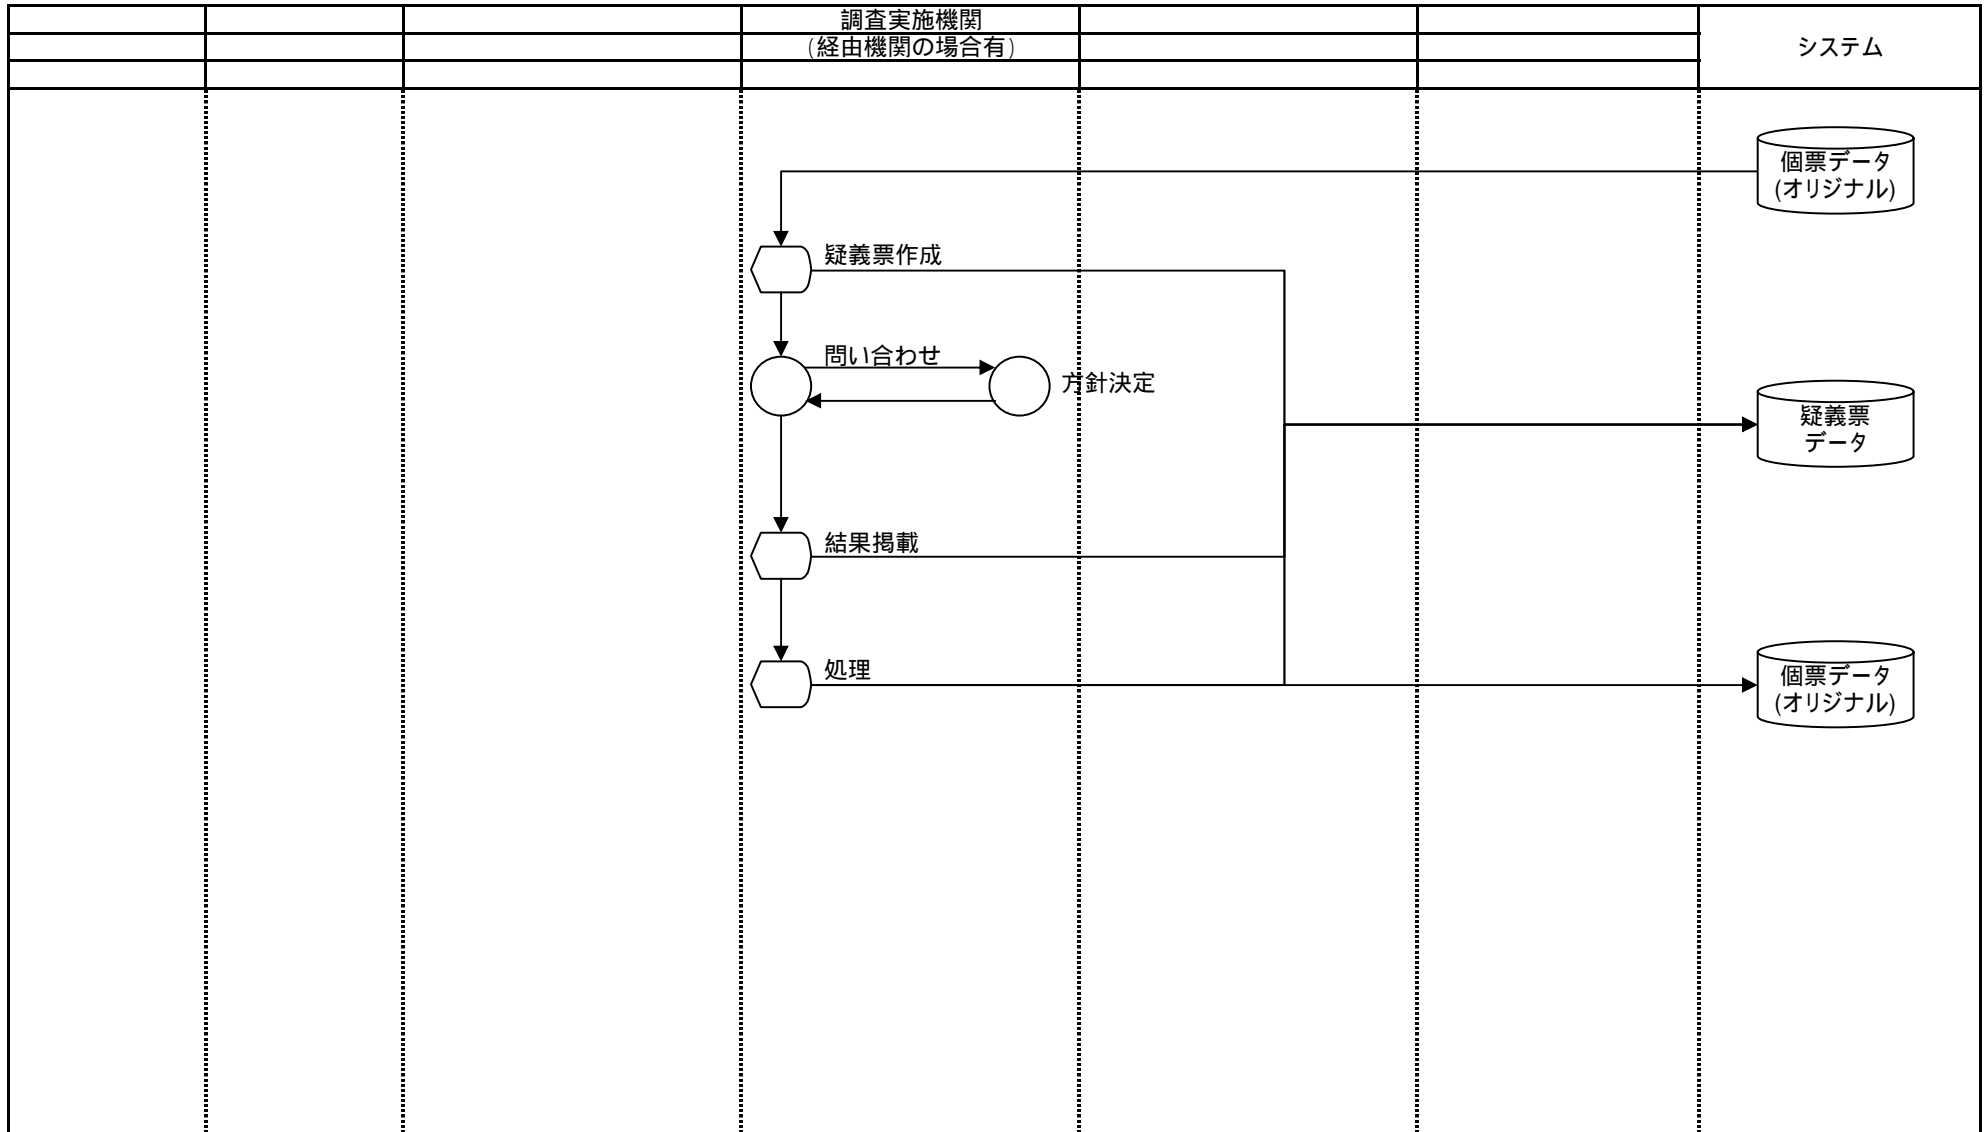 調査実施機関
(経由機関の場合有)
システム
個票データ
(オリジナル)
疑義票作成
問い合わせ
方針決定
疑義票
データ
結果掲載
処理
個票データ
(オリジナル)